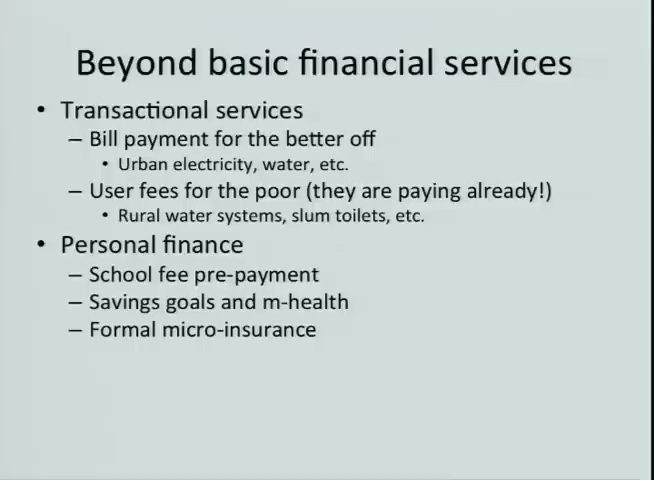 Beyond basic financial services
• Transactional services
– Bill payment for the better off
• Urban electricity, water, etc.
– User fees for the poor (they are paying already!)
• Rural water systems, slum toilets, etc.
• Personal finance
– School fee pre-payment
– Savings goals and m-health
– Formal micro-insurance